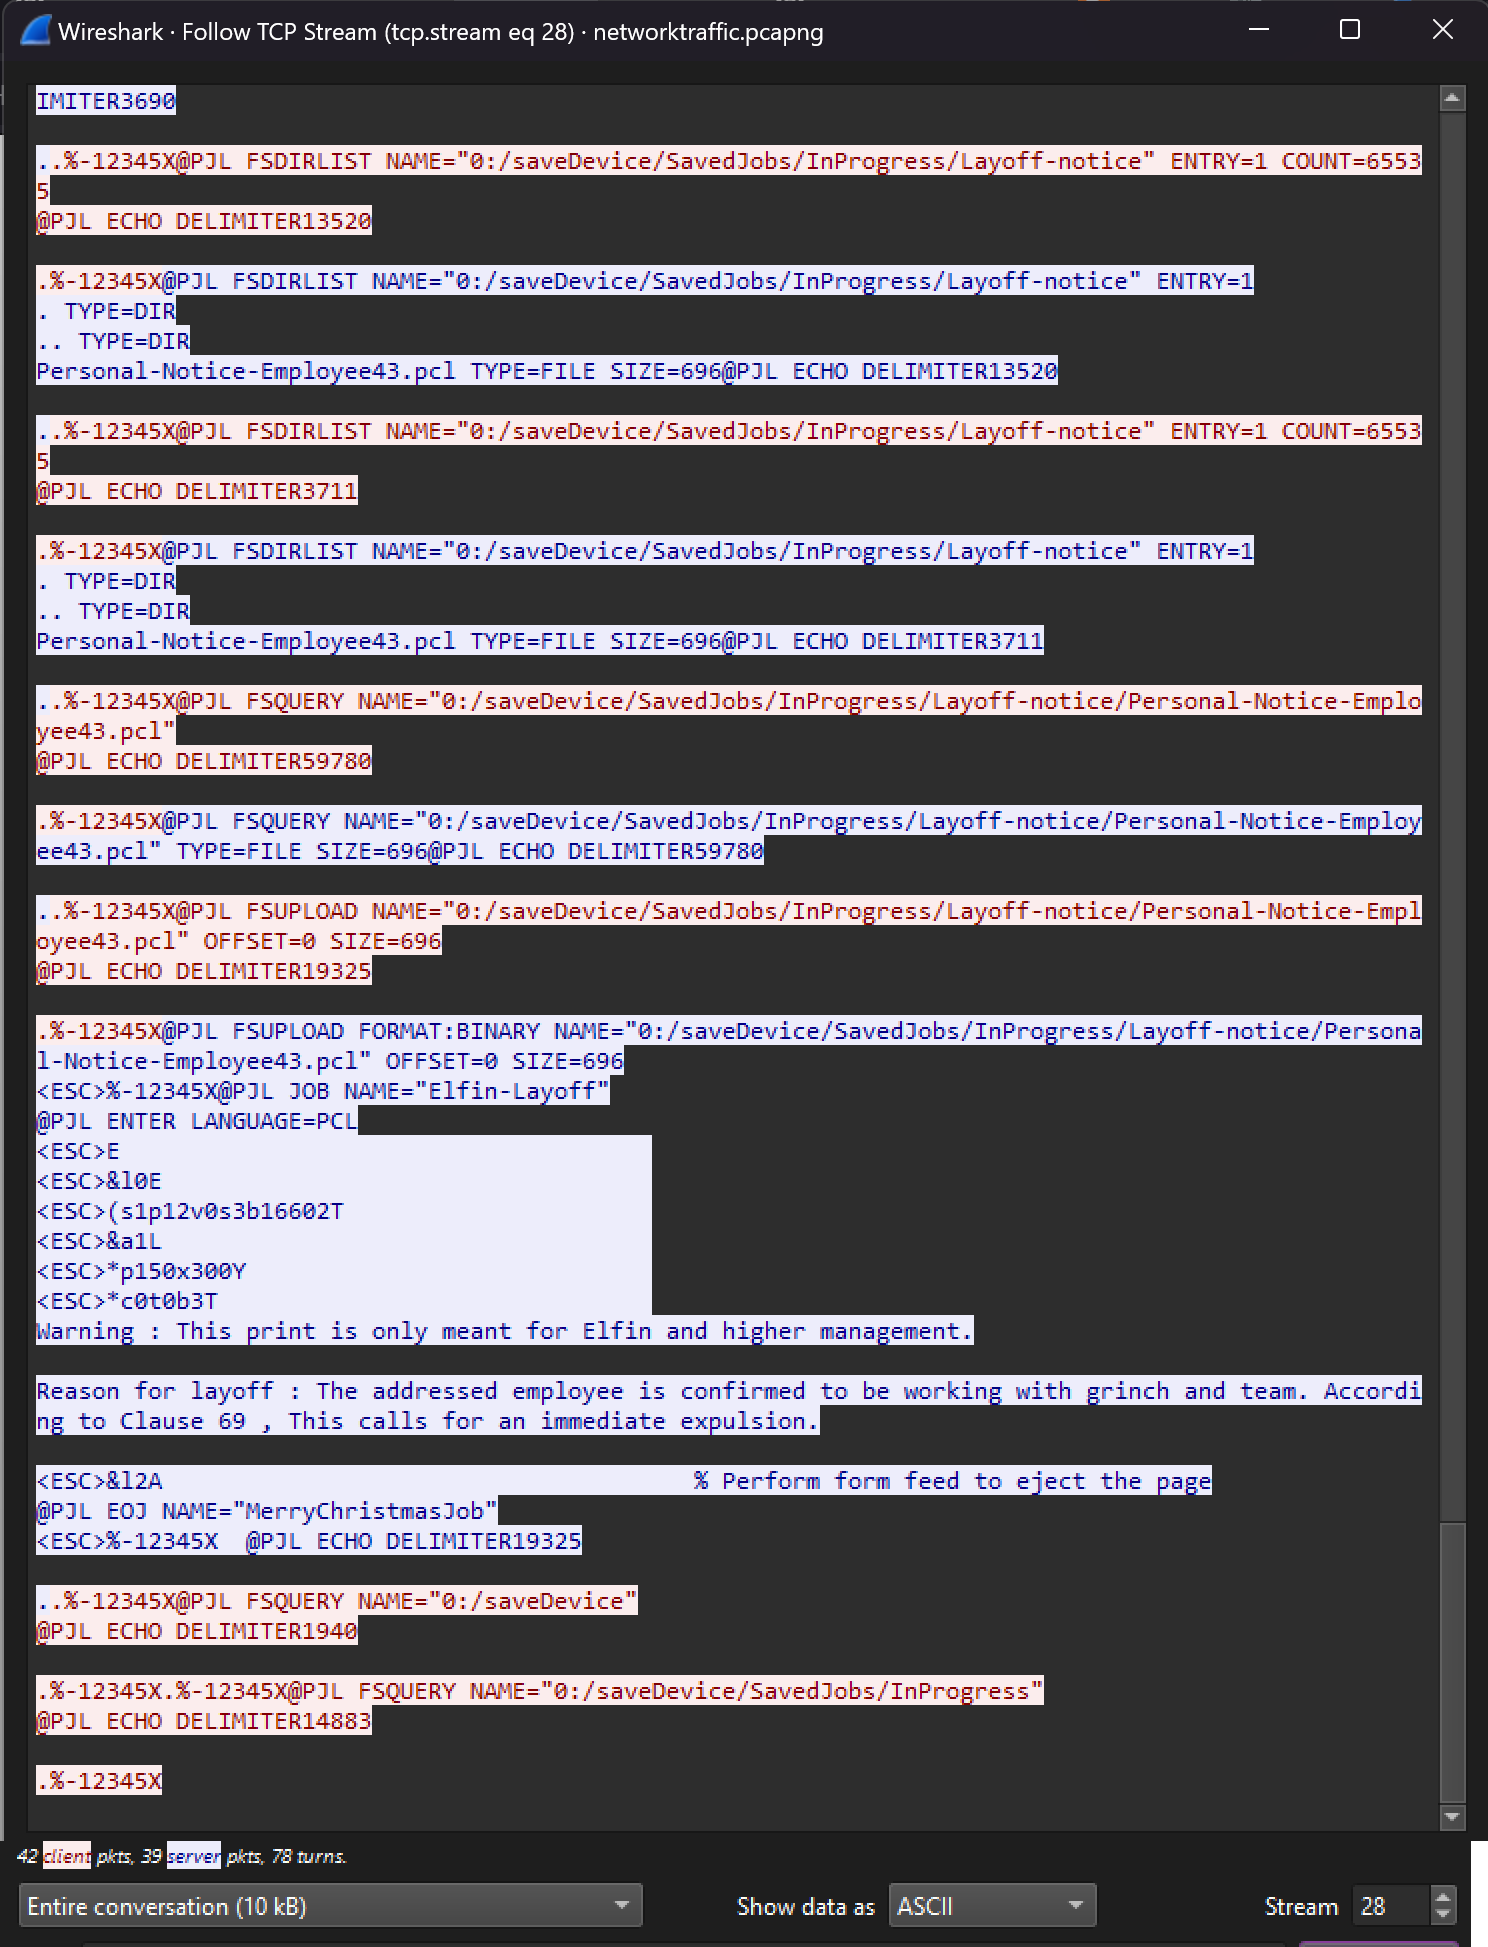 Wireshark · Follow TCP Stream (tcp.stream eq 28) · networktraffic.pcapng
IMITER3690
..%-12345X@PJL FSDIRLIST NAME="0:/saveDevice/SavedJobs/InProgress/Layoff-notice" ENTRY=1 COUNT=6553
5
@PJL ECHO DELIMITER13520
.%-12345X@PJL FSDIRLIST NAME="0:/saveDevice/SavedJobs/InProgress/Layoff-notice" ENTRY=1
. TYPE=DIR
.. TYPE=DIR
Personal-Notice-Employee43.pcl TYPE=FILE SIZE=696@PJL ECHO DELIMITER13520
..%-12345X@PJL FSDIRLIST NAME="0:/saveDevice/SavedJobs/InProgress/Layoff-notice" ENTRY=1 COUNT=6553
5
@PJL ECHO DELIMITER3711
.%-12345X@PJL FSDIRLIST NAME="0:/saveDevice/SavedJobs/InProgress/Layoff-notice" ENTRY=1
. TYPE=DIR
.. TYPE=DIR
Personal-Notice-Employee43.pcl TYPE=FILE SIZE=696@PJL ECHO DELIMITER3711
..%-12345X@PJL FSQUERY NAME="0:/saveDevice/SavedJobs/InProgress/Layoff-notice/Personal-Notice-Emplo
yee43.pcl"
@PJL ECHO DELIMITER59780
.%-12345X@PJL FSQUERY NAME="0:/saveDevice/SavedJobs/InProgress/Layoff-notice/Personal-Notice-Employ
ee43.pcl" TYPE=FILE SIZE=696@PJL ECHO DELIMITER59780
..%-12345X@PJL FSUPLOAD NAME="0:/saveDevice/SavedJobs/InProgress/Layoff-notice/Personal-Notice-Empl
oyee43.pcl" OFFSET=0 SIZE=696
@PJL ECHO DELIMITER19325
.%-12345X@PJL FSUPLOAD FORMAT:BINARY NAME="0:/saveDevice/SavedJobs/InProgress/Layoff-notice/Persona
l-Notice-Employee43.pcl" OFFSET=0 SIZE=696
<ESC>%-12345X@PJL JOB NAME="Elfin-Layoff"
@PJL ENTER LANGUAGE=PCL
<ESC>E
<ESC>&l0E
<ESC>(s1p12v0s3b16602T
<ESC>&a1L
<ESC>*p150x300Y
<ESC>*c0t0b3T
Warning : This print is only meant for Elfin and higher management.
Reason for layoff : The addressed employee is confirmed to be working with grinch and team. Accordi
ng to Clause 69 , This calls for an immediate expulsion.
<ESC>&l2A                                      % Perform form feed to eject the page
@PJL EOJ NAME="MerryChristmasJob"
<ESC>%-12345X  @PJL ECHO DELIMITER19325
..%-12345X@PJL FSQUERY NAME="0:/saveDevice"
@PJL ECHO DELIMITER1940
.%-12345X.%-12345X@PJL FSQUERY NAME="0:/saveDevice/SavedJobs/InProgress"
@PJL ECHO DELIMITER14883
.%-12345X
42 client pkts, 39 server pkts, 78 turns.
Entire conversation (10 kB) Show data as ASCII Stream 28